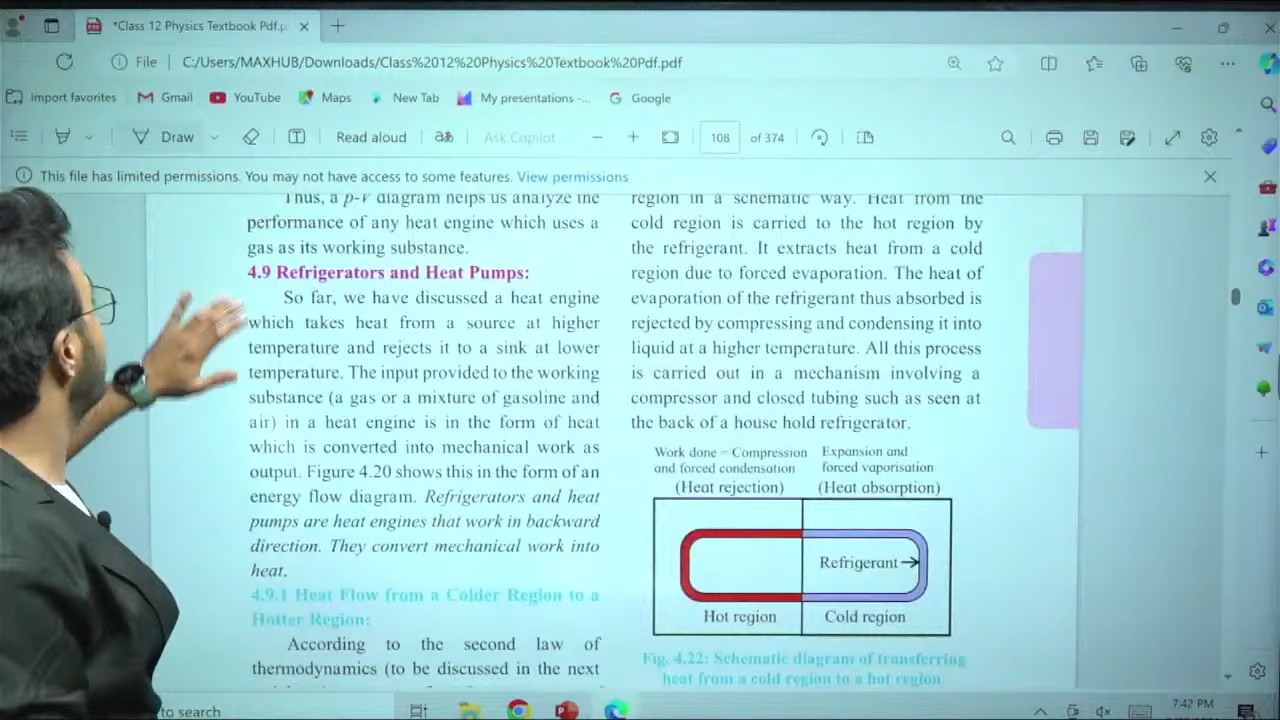 *Class 12 Physics Textbook Pdf.p
File
C:/Users/MAXHUB/Downloads/Class%2012%20Physics%20Textbook%20Pdf.pdf
Import favorites Gmail YouTube Maps New Tab My presentations -... Google
Draw Read aloud Ask Copilot 108 of 374
This file has limited permissions. You may not have access to some features. View permissions
Thus, a p-V diagram helps us analyze the
performance of any heat engine which uses a
gas as its working substance.
4.9 Refrigerators and Heat Pumps:
So far, we have discussed a heat engine
which takes heat from a source at higher
temperature and rejects it to a sink at lower
temperature. The input provided to the working
substance (a gas or a mixture of gasoline and
air) in a heat engine is in the form of heat
which is converted into mechanical work as
output. Figure 4.20 shows this in the form of an
energy flow diagram. Refrigerators and heat
pumps are heat engines that work in backward
direction. They convert mechanical work into
heat.
4.9.1 Heat Flow from a Colder Region to a
Hotter Region:
According to the second law of
thermodynamics (to be discussed in the next
region in a schematic way. Heat from the
cold region is carried to the hot region by
the refrigerant. It extracts heat from a cold
region due to forced evaporation. The heat of
evaporation of the refrigerant thus absorbed is
rejected by compressing and condensing it into
liquid at a higher temperature. All this process
is carried out in a mechanism involving a
compressor and closed tubing such as seen at
the back of a house hold refrigerator.
Work done = Compression
and forced condensation
(Heat rejection)
Expansion and
forced vaporisation
(Heat absorption)
Refrigerant
Hot region
Cold region
Fig. 4.22: Schematic diagram of transferring
heat from a cold region to a hot region
to search
7:42 PM